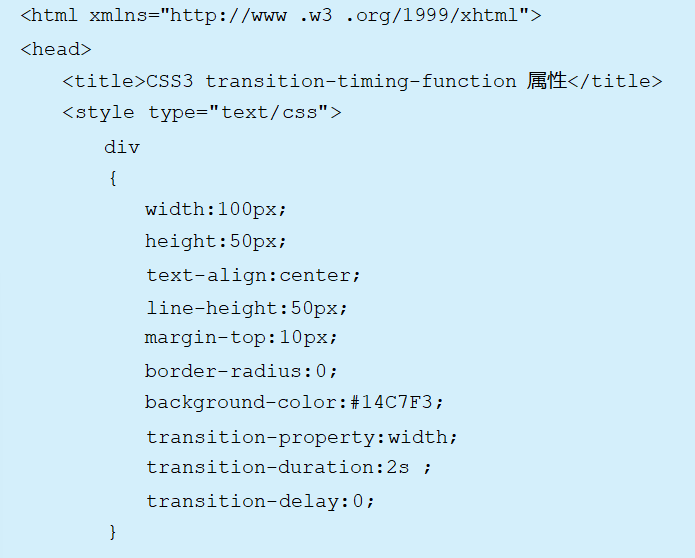 <html xmlns="http://www .w3 .org/1999/xhtml">
<head>
<title>CSS3 transition-timing-function 属性</title>
<style type="text/css">
div
{
width:100px;
height:50px;
text-align:center;
line-height:50px;
margin-top:10px;
border-radius:0;
background-color:#14C7F3;
transition-property:width;
transition-duration:2s ;
transition-delay:0;
}